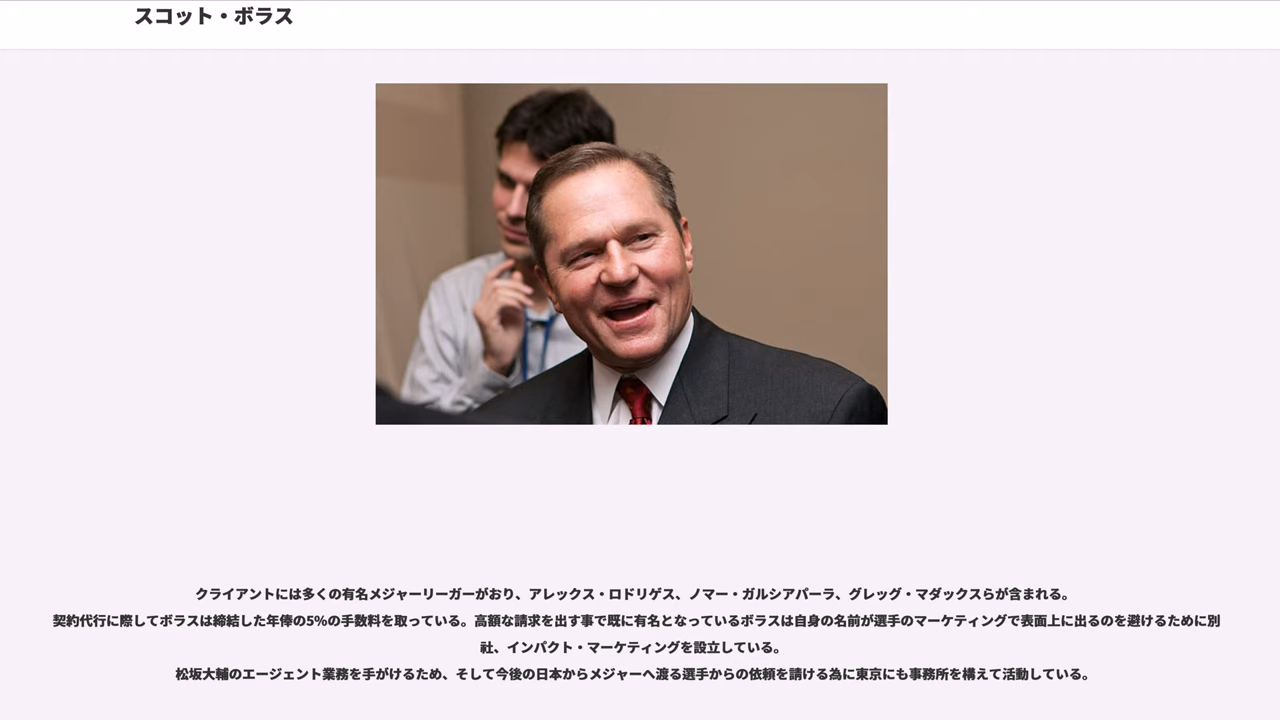 スコット・ボラス
クライアントには多くの有名メジャーリーガーがおり、アレックス・ロドリゲス、ノマー・ガルシアパーラ、グレッグ・マダックスらが含まれる。
契約代行に際してボラスは締結した年俸の5%の手数料を取っている。高額な請求を出す事で既に有名となっているボラスは自身の名前が選手のマーケティングで表面上に出るのを避けるために別
社、インパクト・マーケティングを設立している。
松坂大輔のエージェント業務を手がけるため、そして今後の日本からメジャーへ渡る選手からの依頼を請ける為に東京にも事務所を構えて活動している。